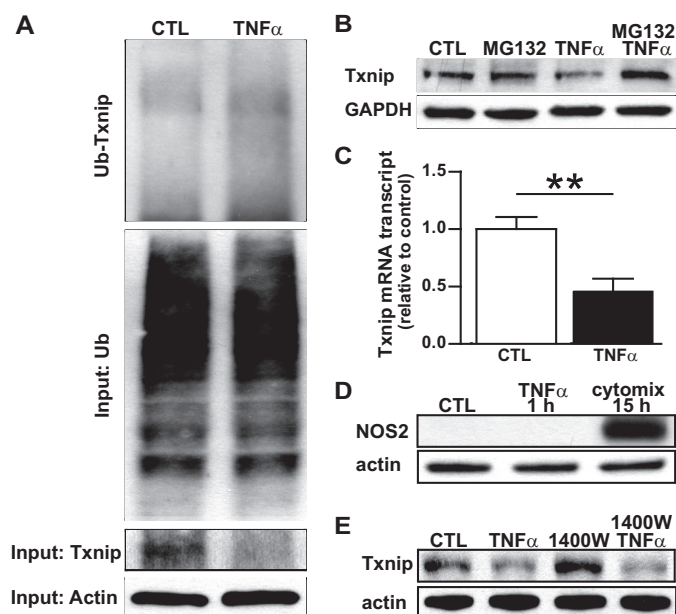 A
CTL TNFα
Ub-Txnip
Input: Ub
Input: Txnip
Input: Actin
B
CTL MG132 TNFα MG132 TNFα
Txnip
GAPDH
C
Txnip mRNA transcript
(relative to control)
1.5
1.0
0.5
0.0
**
CTL TNFα
D
CTL TNFα 1 h cytomix 15 h
NOS2
actin
E
CTL TNFα 1400W 1400W TNFα
Txnip
actin